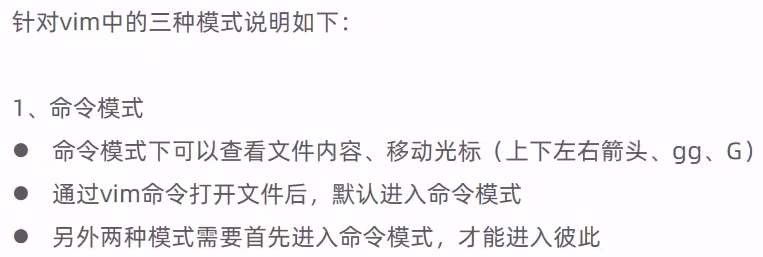 针对vim中的三种模式说明如下：
1、命令模式
● 命令模式下可以查看文件内容、移动光标（上下左右箭头、gg、G）
● 通过vim命令打开文件后，默认进入命令模式
● 另外两种模式需要首先进入命令模式，才能进入彼此